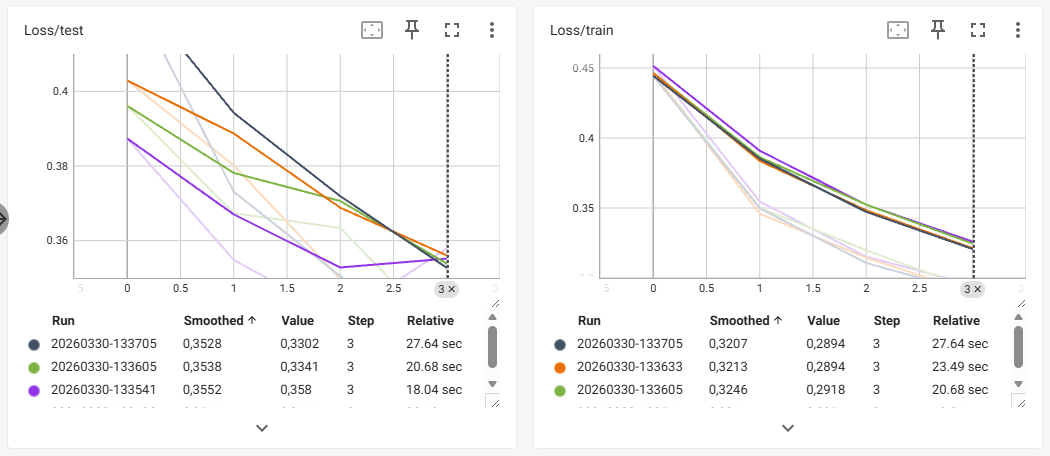 Loss/test
0.4
0.38
0.36
5 0 0.5 1 1.5 2 2.5 3 × 3
Run Smoothed ↑ Value Step Relative
20260330-133705 0,3528 0,3302 3 27.64 sec
20260330-133605 0,3538 0,3341 3 20.68 sec
20260330-133541 0,3552 0,358 3 18.04 sec
Loss/train
0.45
0.4
0.35
0.3
5 0 0.5 1 1.5 2 2.5 3 × 3
Run Smoothed ↑ Value Step Relative
20260330-133705 0,3207 0,2894 3 27.64 sec
20260330-133633 0,3213 0,2894 3 23.49 sec
20260330-133605 0,3246 0,2918 3 20.68 sec